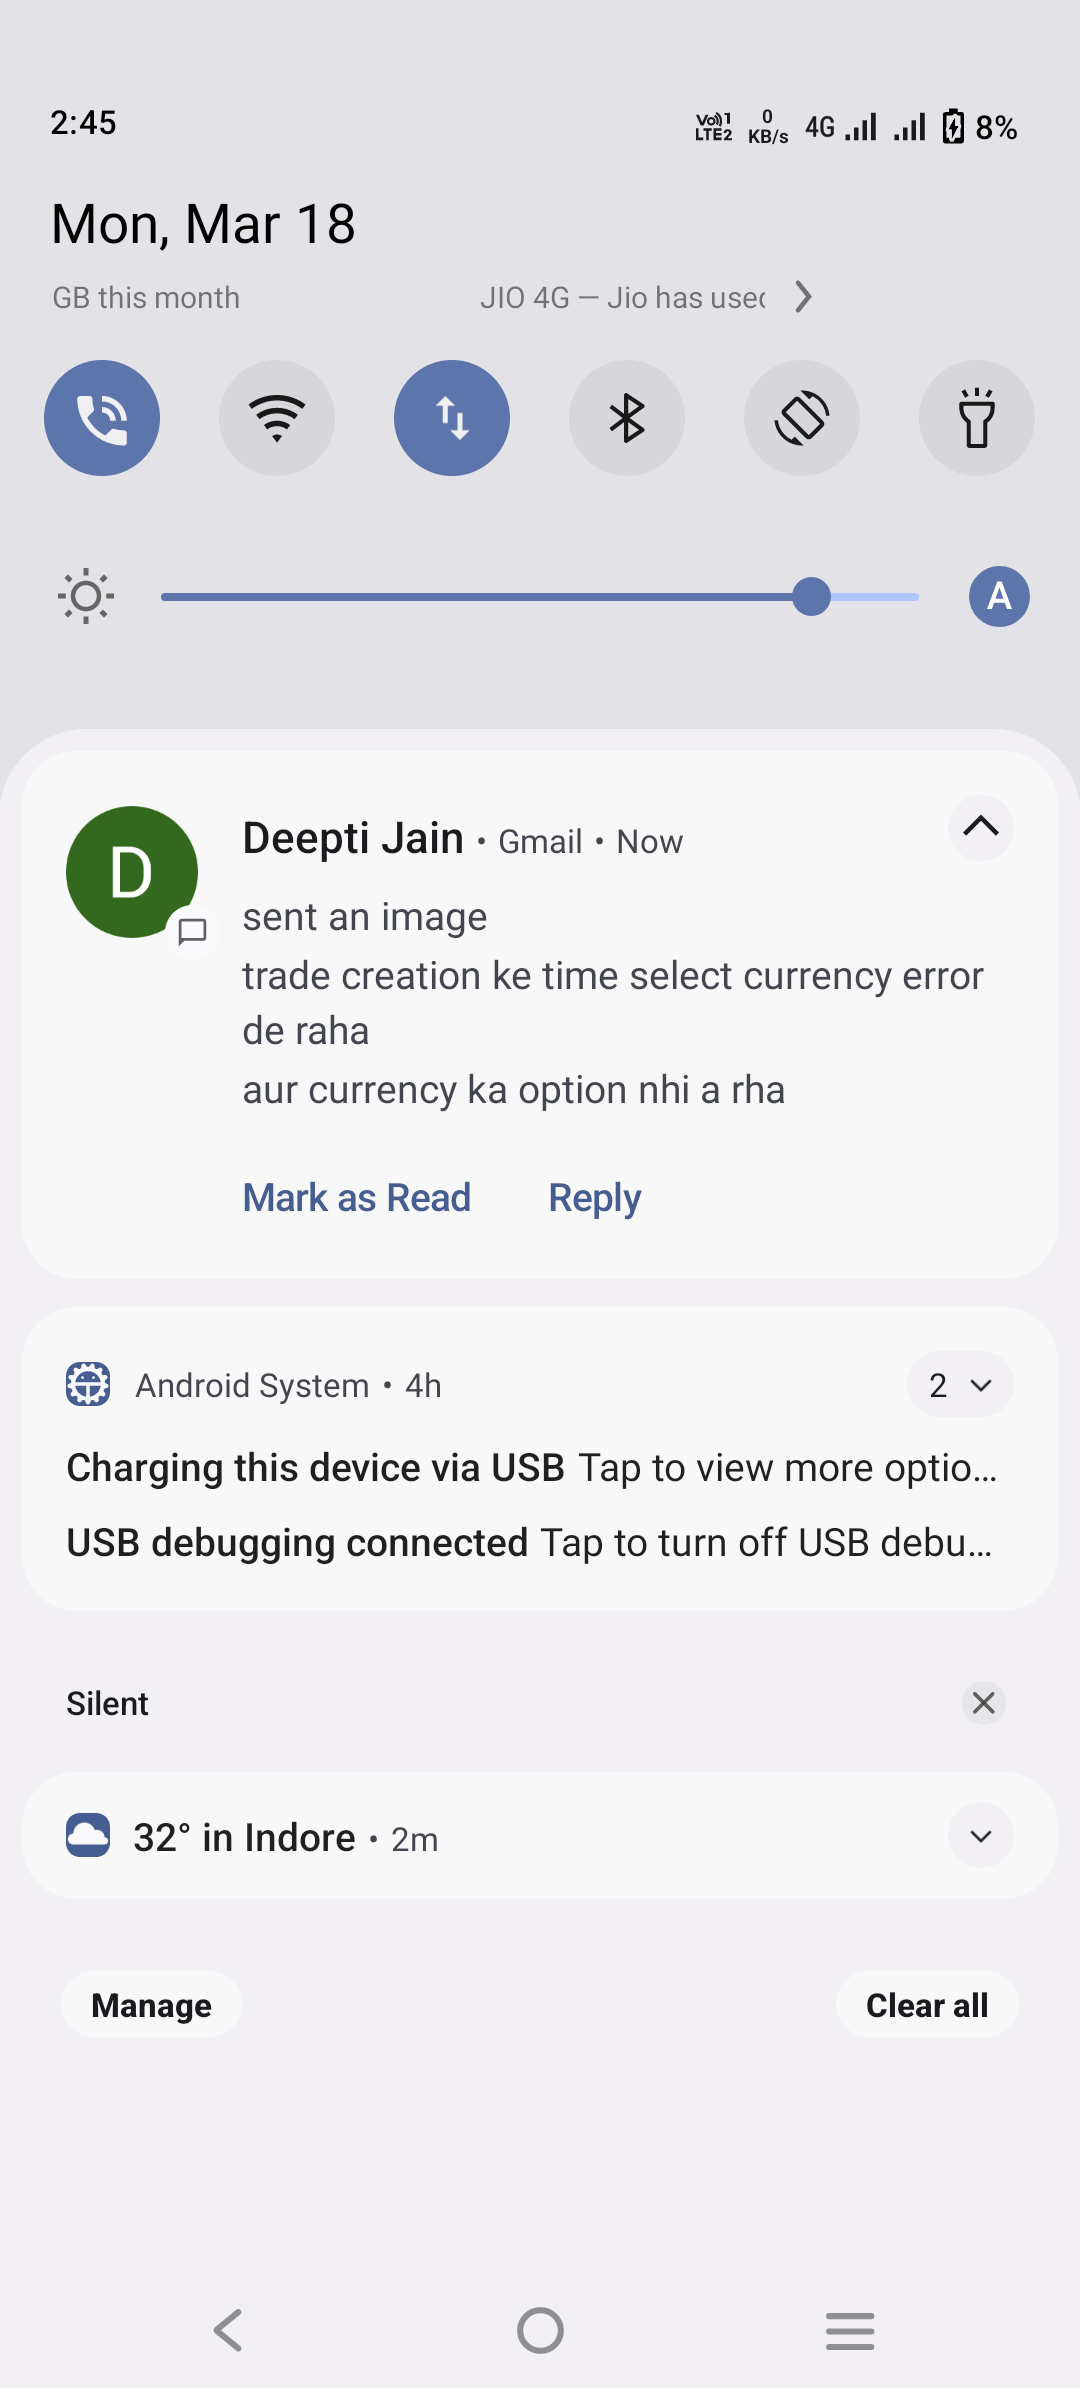 2:45
Vo)) 1
LTE2
0
KB/s
4G
8%
Mon, Mar 18
GB this month
JIO 4G — Jio has used
A
D
Deepti Jain • Gmail • Now
sent an image
trade creation ke time select currency error
de raha
aur currency ka option nhi a rha
Mark as Read
Reply
Android System • 4h
2
Charging this device via USB Tap to view more optio...
USB debugging connected Tap to turn off USB debu...
Silent
32° in Indore • 2m
Manage
Clear all